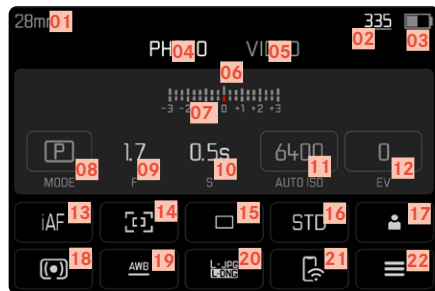 28mm 01 335 02 03
PHOTO 04 VIDEO 05
06
07
-3 -2 0 +1 +2 +3
P 08 1.7 09 0.5s 10 6400 11 0 12
MODE F S AUTO ISO EV
iAF 13 14 15 STD 16 17
18 AWB 19 L-JPG L-DNG 20 21 22